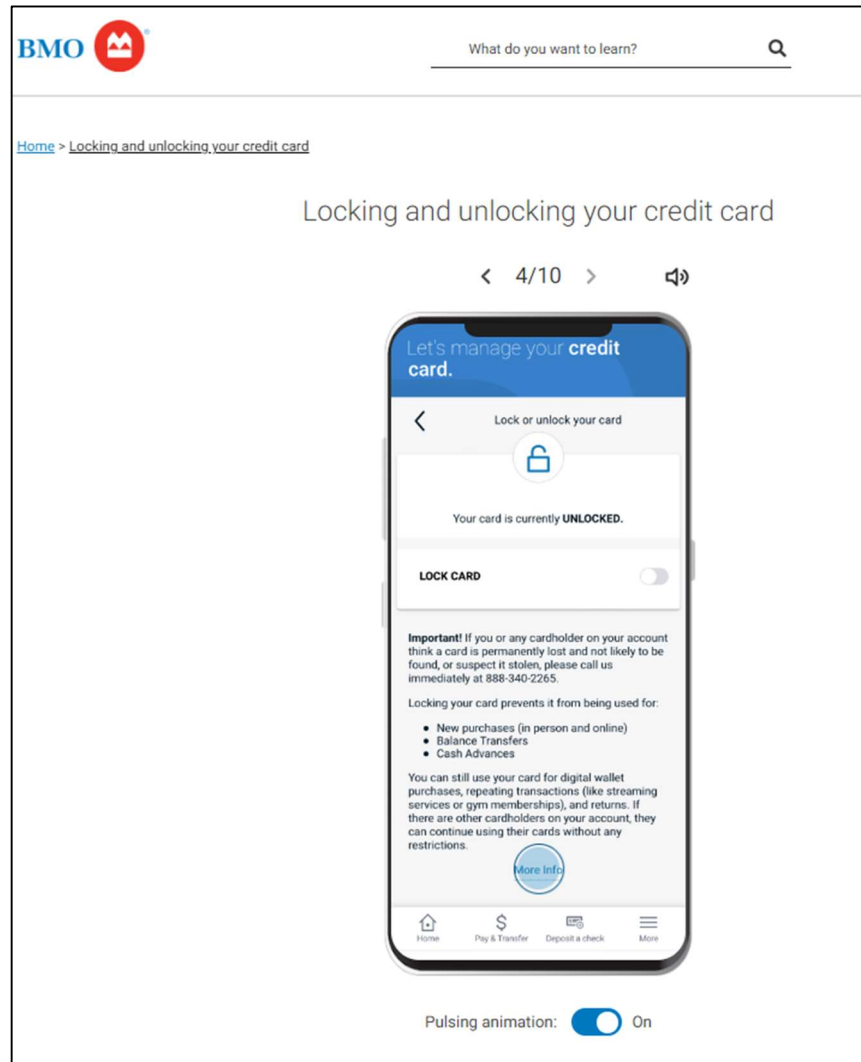 BMO
What do you want to learn?
Home > Locking and unlocking your credit card
Locking and unlocking your credit card
4/10
Let's manage your credit
card.
Lock or unlock your card
Your card is currently UNLOCKED.
LOCK CARD
Important! If you or any cardholder on your account
think a card is permanently lost and not likely to be
found, or suspect it stolen, please call us
immediately at 888-340-2265.
Locking your card prevents it from being used for:
• New purchases (in person and online)
• Balance Transfers
• Cash Advances
You can still use your card for digital wallet
purchases, repeating transactions (like streaming
services or gym memberships), and returns. If
there are other cardholders on your account, they
can continue using their cards without any
restrictions.
More Info
Home Pay & Transfer Deposit a check More
Pulsing animation: On